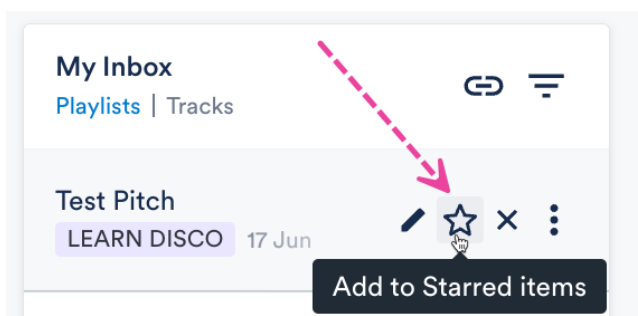 My Inbox
Playlists | Tracks
Test Pitch
LEARN DISCO 17 Jun
Add to Starred items